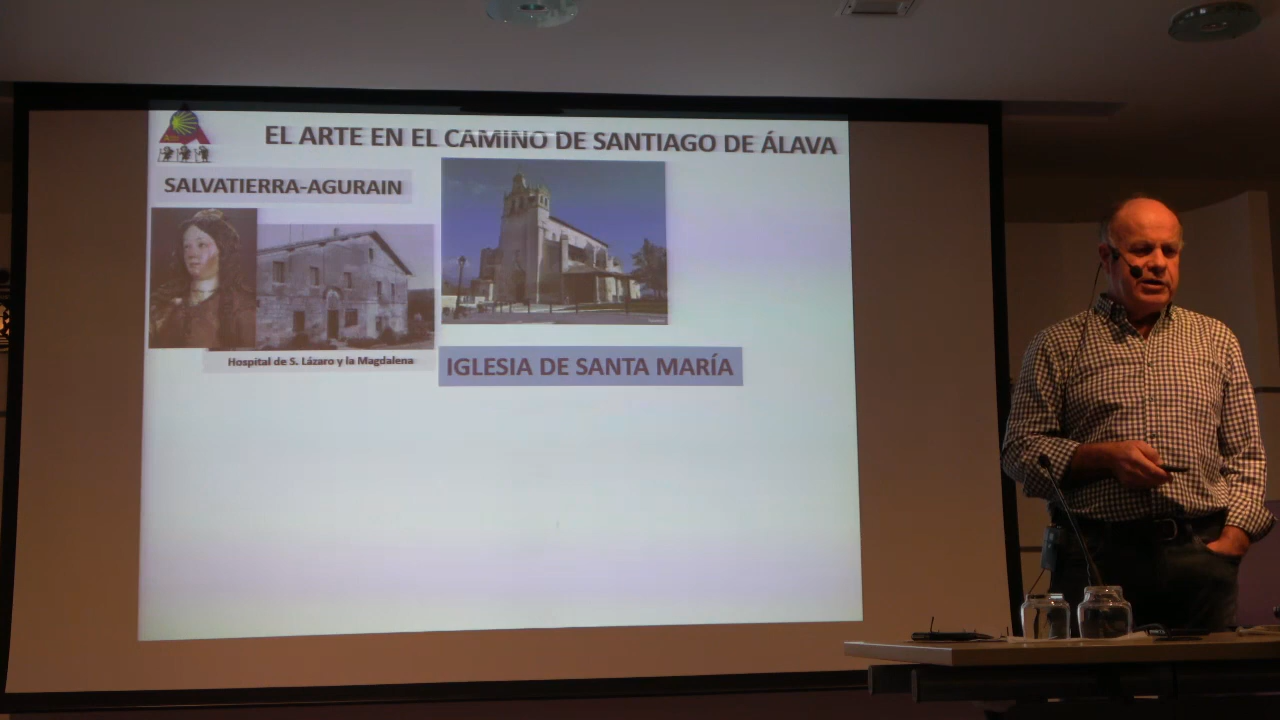 EL ARTE EN EL CAMINO DE SANTIAGO DE ÁLAVA
SALVATIERRA-AGURAIN
Hospital de S. Lázaro y la Magdalena
IGLESIA DE SANTA MARÍA